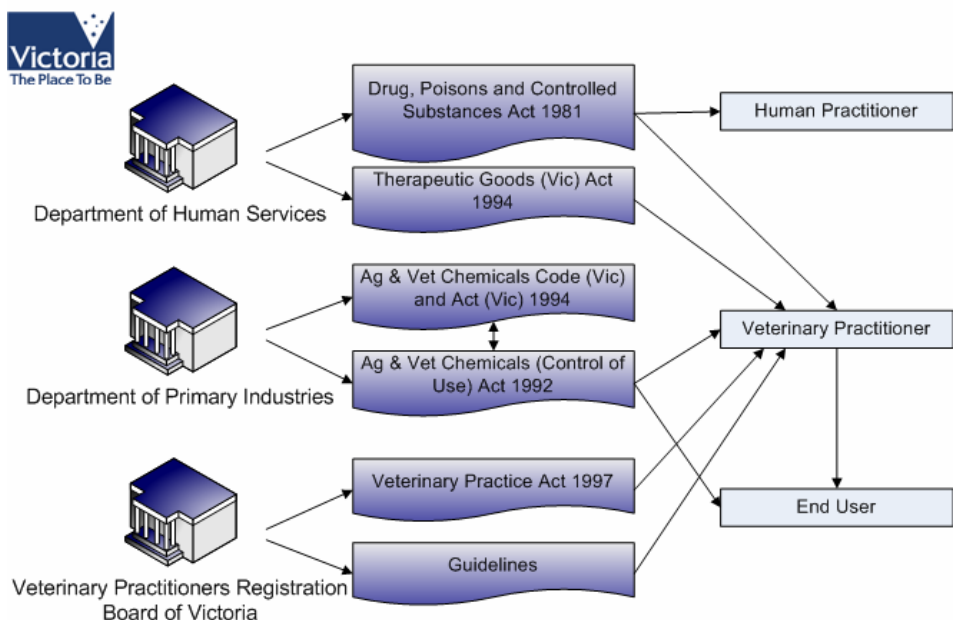 Victoria
The Place To Be
Drug, Poisons and Controlled
Substances Act 1981
Human Practitioner
Therapeutic Goods (Vic) Act
1994
Department of Human Services
Ag & Vet Chemicals Code (Vic)
and Act (Vic) 1994
Veterinary Practitioner
Ag & Vet Chemicals (Control of
Use) Act 1992
Department of Primary Industries
Veterinary Practice Act 1997
End User
Guidelines
Veterinary Practitioners Registration
Board of Victoria